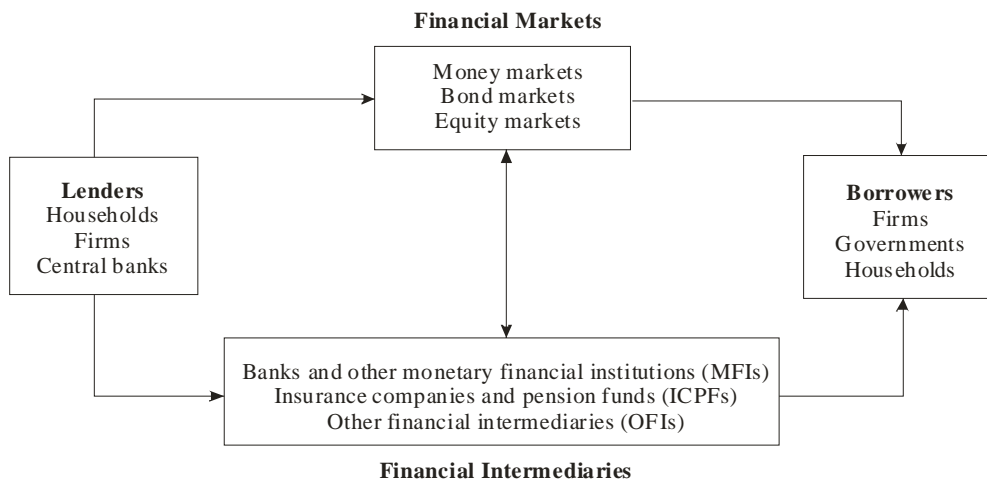 Financial Markets
Money markets
Bond markets
Equity markets
Lenders
Households
Firms
Central banks
Borrowers
Firms
Governments
Households
Banks and other monetary financial institutions (MFIs)
Insurance companies and pension funds (ICPFs)
Other financial intermediaries (OFIs)
Financial Intermediaries